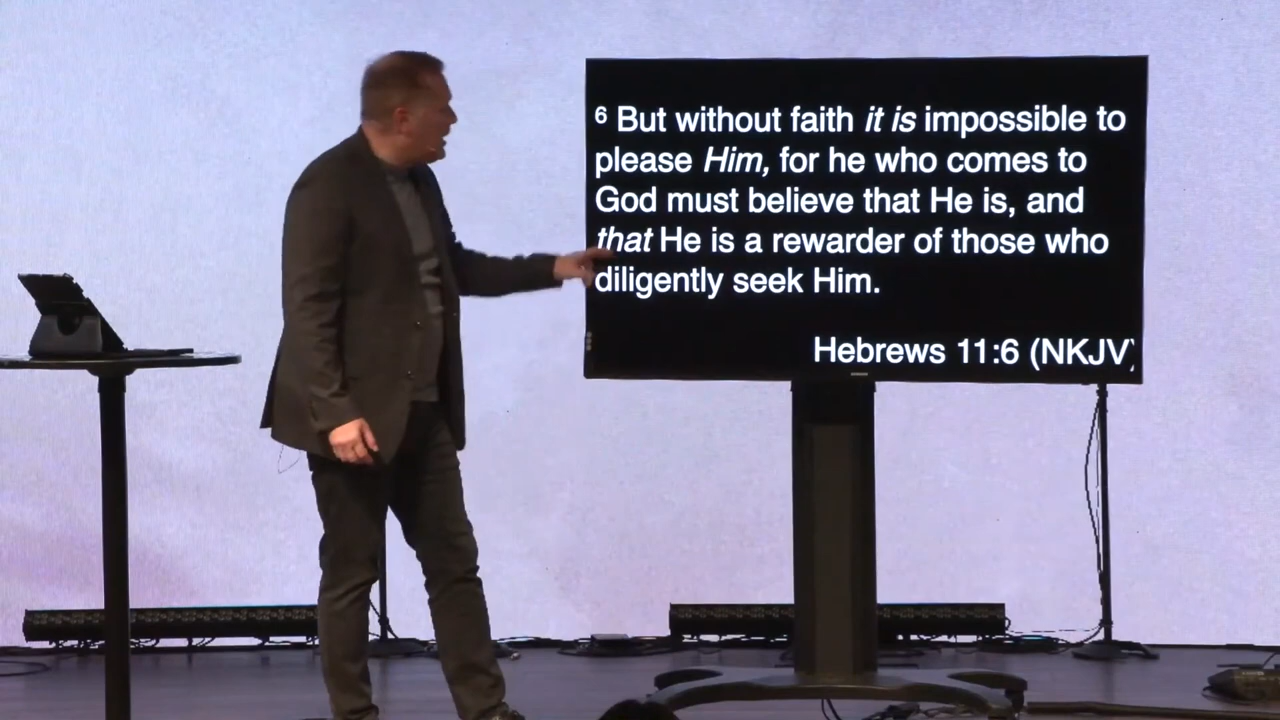 6 But without faith it is impossible to
please Him, for he who comes to
God must believe that He is, and
that He is a rewarder of those who
diligently seek Him.
Hebrews 11:6 (NKJV)